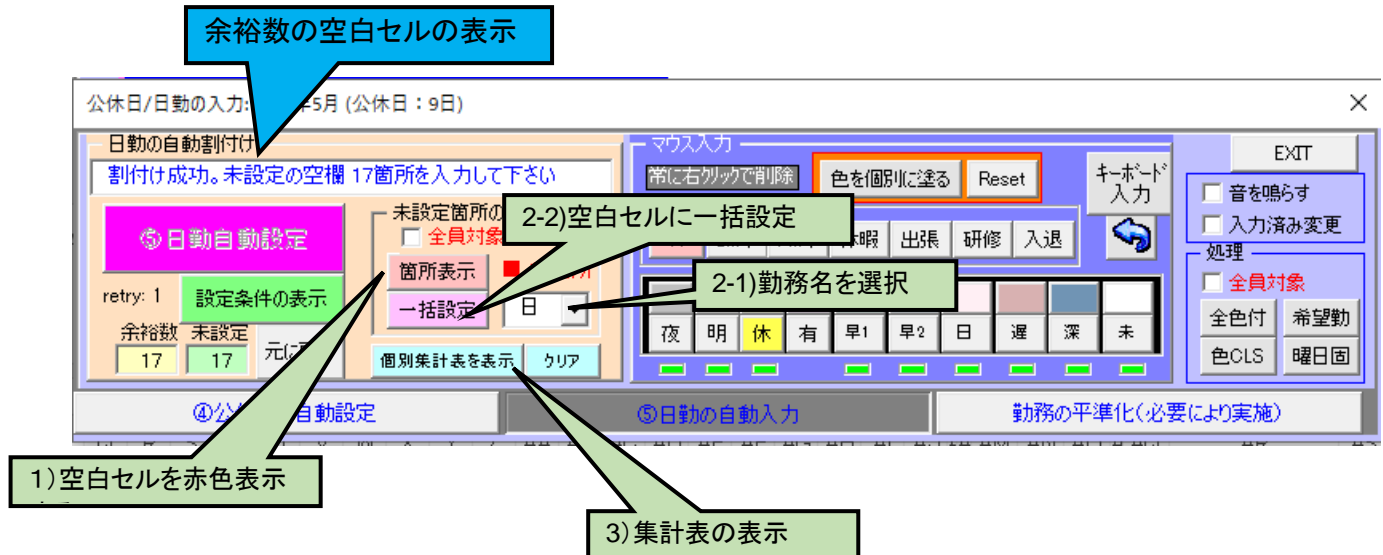 余裕数の空白セルの表示
公休日/日勤の入力: 年5月 (公休日：9日)
日勤の自動割付け
割付け成功。未設定の空欄 17箇所を入力して下さい
⑤日勤自動設定
retry: 1
設定条件の表示
余裕数 未設定
17 17
元に
未設定箇所の
全員対象
箇所表示
一括設定
日
個別集計表を表示 クリア
2-2)空白セルに一括設定
2-1)勤務名を選択
マウス入力
常に右クリックで削除
色を個別に塗る Reset
キーボード
入力
休暇 出張 研修 入退
夜 明 休 有 早1 早2 日 遅 深 未
EXIT
音を鳴らす
入力済み変更
処理
全員対象
全色付 希望勤
色CLS 曜日固
④公 自動設定
⑤日勤の自動入力
勤務の平準化(必要により実施)
1)空白セルを赤色表示
3)集計表の表示